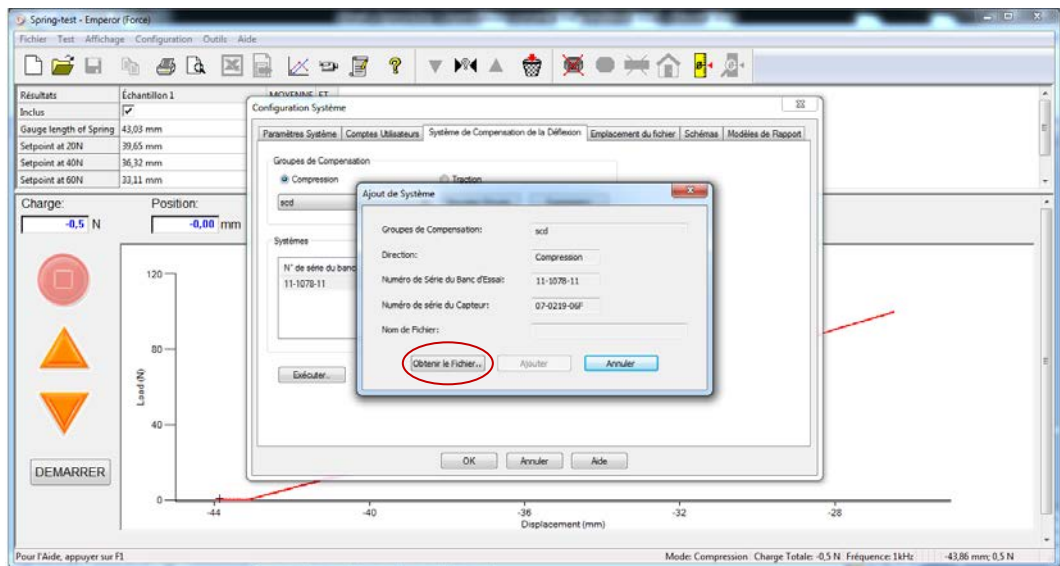 Spring-test - Emperor (Force)
Fichier Test Affichage Configuration Outils Aide
Résultats Échantillon 1 MOYENNE ET
Inclus
Gauge length of Spring 43,03 mm
Setpoint at 20N 39,65 mm
Setpoint at 40N 36,32 mm
Setpoint at 60N 33,11 mm
Charge: Position:
-0,5 N -0,00 mm
DEMARRER
Configuration Système
Paramètres Système Comptes Utilisateurs Système de Compensation de la Déflexion Emplacement du fichier Schémas Modèles de Rapport
Groupes de Compensation
Compression Traction
scd
Systèmes
N° de série du banc
11-1078-11
Exécuter..
OK Annuler Aide
Ajout de Système
Groupes de Compensation: scd
Direction: Compression
Numéro de Série du Banc d'Essai: 11-1078-11
Numéro de série du Capteur: 07-0219-06F
Nom de Fichier:
Obtenir le Fichier.. Ajouter Annuler
Load (N)
120
80
40
0
-44 -40 -36 -32 -28
Displacement (mm)
Pour l'Aide, appuyer sur F1 Mode: Compression Charge Totale: -0,5 N Fréquence: 1kHz -43,86 mm; 0,5 N